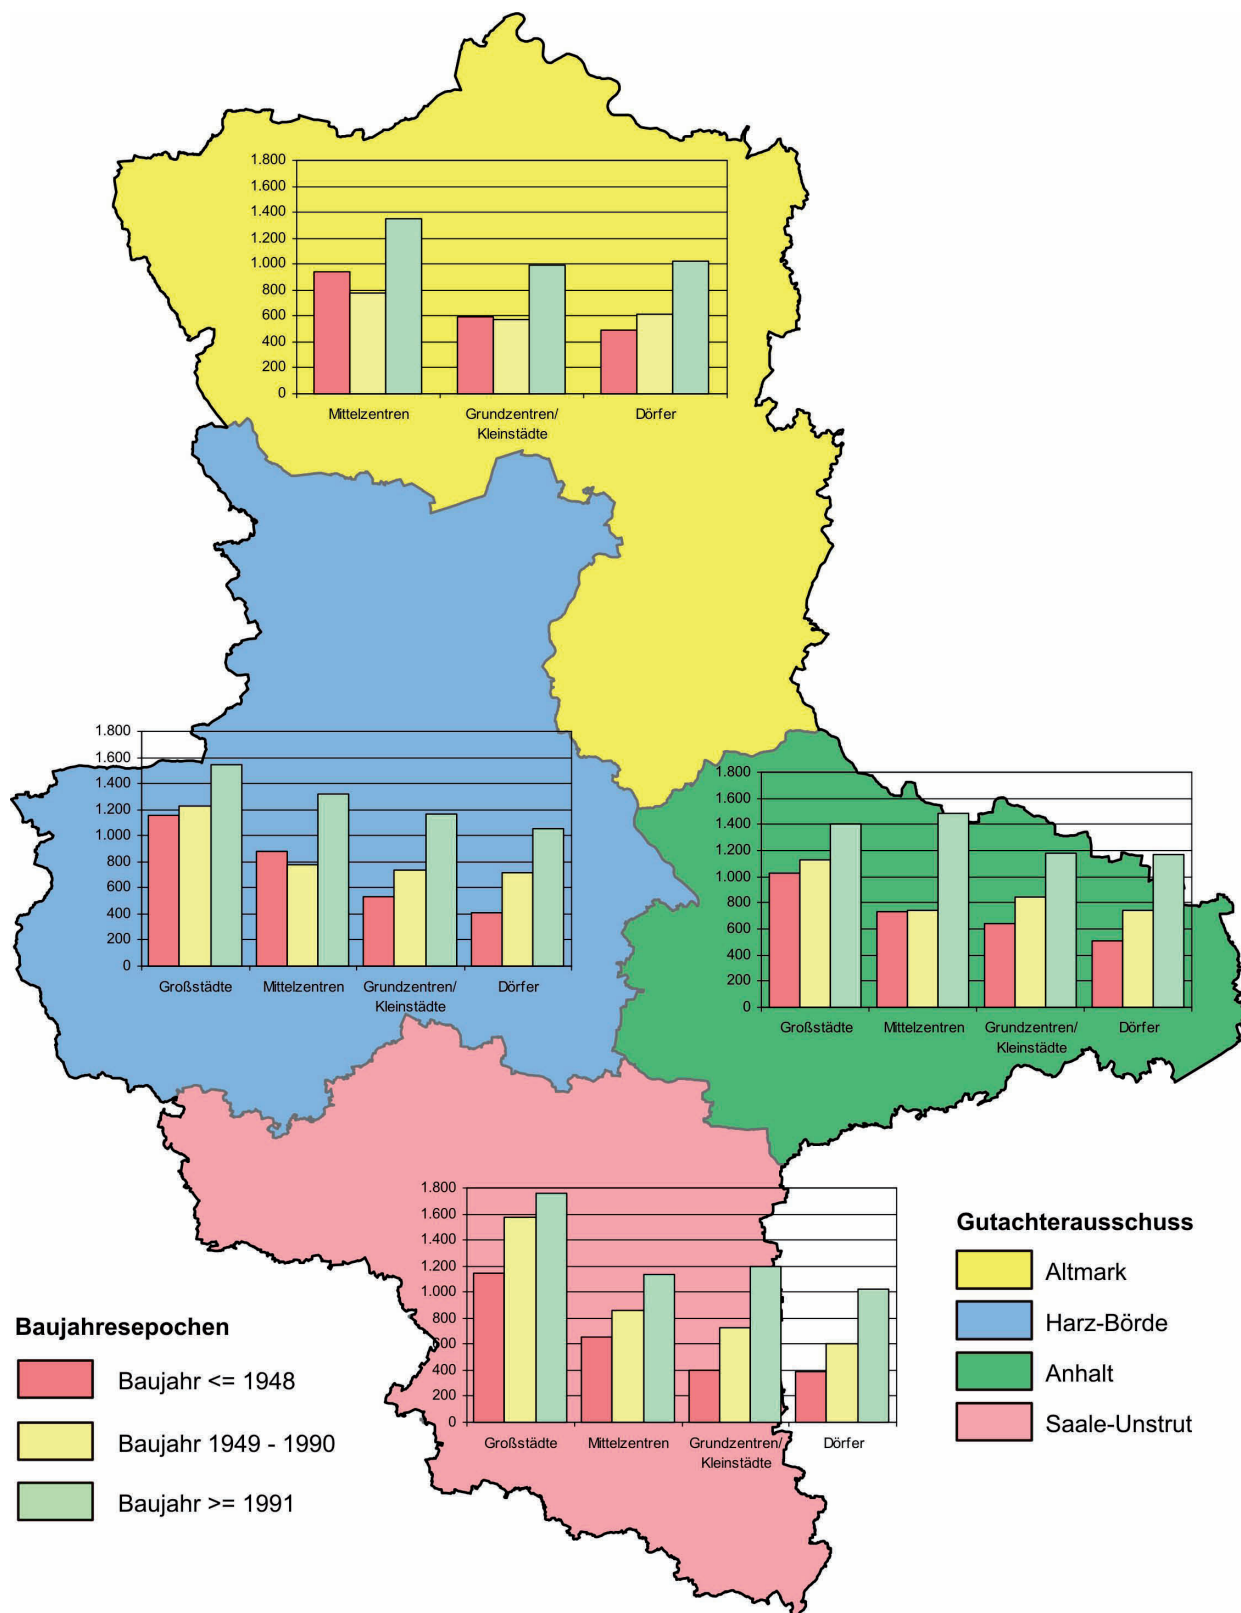 1.800
1.600
1.400
1.200
1.000
800
600
400
200
0
Mittelzentren
Grundzentren/
Kleinstädte
Dörfer
1.800
1.600
1.400
1.200
1.000
800
600
400
200
0
Großstädte
Mittelzentren
Grundzentren/
Kleinstädte
Dörfer
1.800
1.600
1.400
1.200
1.000
800
600
400
200
0
Großstädte
Mittelzentren
Grundzentren/
Kleinstädte
Dörfer
1.800
1.600
1.400
1.200
1.000
800
600
400
200
0
Großstädte
Mittelzentren
Grundzentren/
Kleinstädte
Dörfer
Baujahresepochen
Baujahr <= 1948
Baujahr 1949 - 1990
Baujahr >= 1991
Gutachterausschuss
Altmark
Harz-Börde
Anhalt
Saale-Unstrut